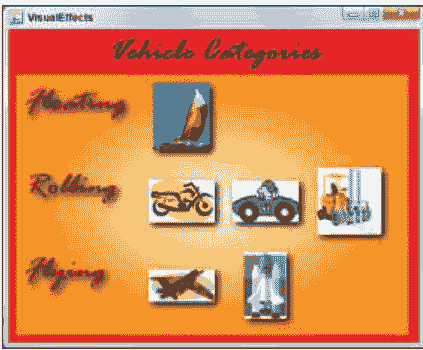 VisualEffects
Vehicle Categories
Floating
Rolling
Flying